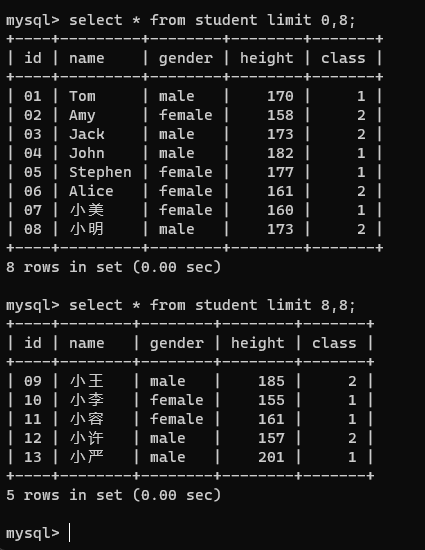 mysql> select * from student limit 0,8;
+----+---------+--------+--------+-------+
| id | name    | gender | height | class |
+----+---------+--------+--------+-------+
| 01 | Tom     | male   |    170 |     1 |
| 02 | Amy     | female |    158 |     2 |
| 03 | Jack    | male   |    173 |     2 |
| 04 | John    | male   |    182 |     1 |
| 05 | Stephen | female |    177 |     1 |
| 06 | Alice   | female |    161 |     2 |
| 07 | 小美    | female |    160 |     1 |
| 08 | 小明    | male   |    173 |     2 |
+----+---------+--------+--------+-------+
8 rows in set (0.00 sec)
mysql> select * from student limit 8,8;
+----+--------+--------+--------+-------+
| id | name   | gender | height | class |
+----+--------+--------+--------+-------+
| 09 | 小王   | male   |    185 |     2 |
| 10 | 小李   | female |    155 |     1 |
| 11 | 小容   | female |    161 |     1 |
| 12 | 小许   | male   |    157 |     2 |
| 13 | 小严   | male   |    201 |     1 |
+----+--------+--------+--------+-------+
5 rows in set (0.00 sec)
mysql>